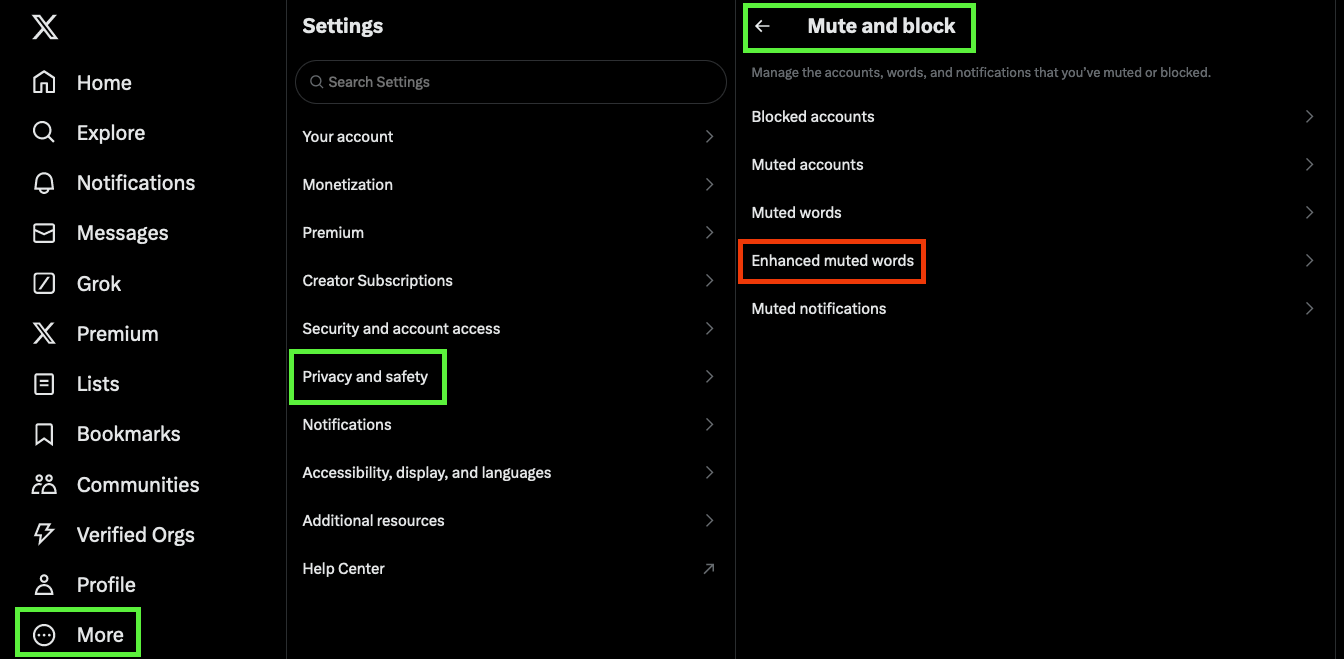 Home
Explore
Notifications
Messages
Grok
Premium
Lists
Bookmarks
Communities
Verified Orgs
Profile
More
Settings
Search Settings
Your account
Monetization
Premium
Creator Subscriptions
Security and account access
Privacy and safety
Notifications
Accessibility, display, and languages
Additional resources
Help Center
Mute and block
Manage the accounts, words, and notifications that you’ve muted or blocked.
Blocked accounts
Muted accounts
Muted words
Enhanced muted words
Muted notifications